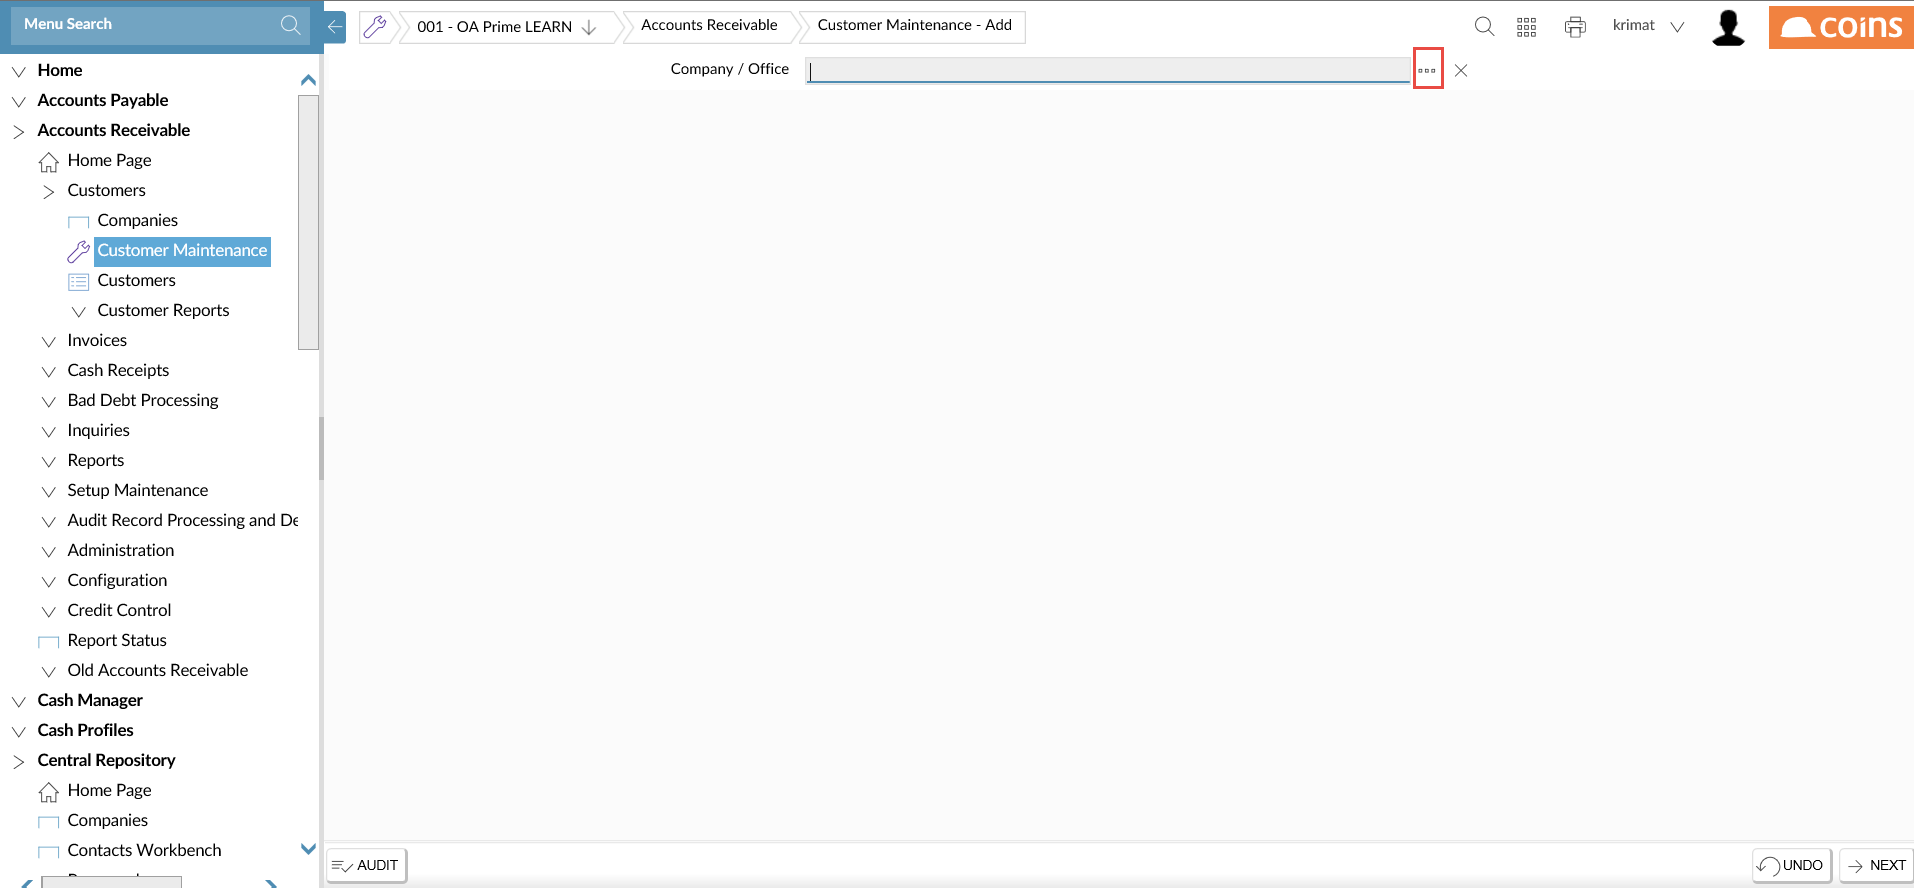 Menu Search
001 - OA Prime LEARN
Accounts Receivable
Customer Maintenance - Add
krimat
coins
Company / Office
Home
Accounts Payable
Accounts Receivable
Home Page
Customers
Companies
Customer Maintenance
Customers
Customer Reports
Invoices
Cash Receipts
Bad Debt Processing
Inquiries
Reports
Setup Maintenance
Audit Record Processing and De
Administration
Configuration
Credit Control
Report Status
Old Accounts Receivable
Cash Manager
Cash Profiles
Central Repository
Home Page
Companies
Contacts Workbench
AUDIT
UNDO
NEXT